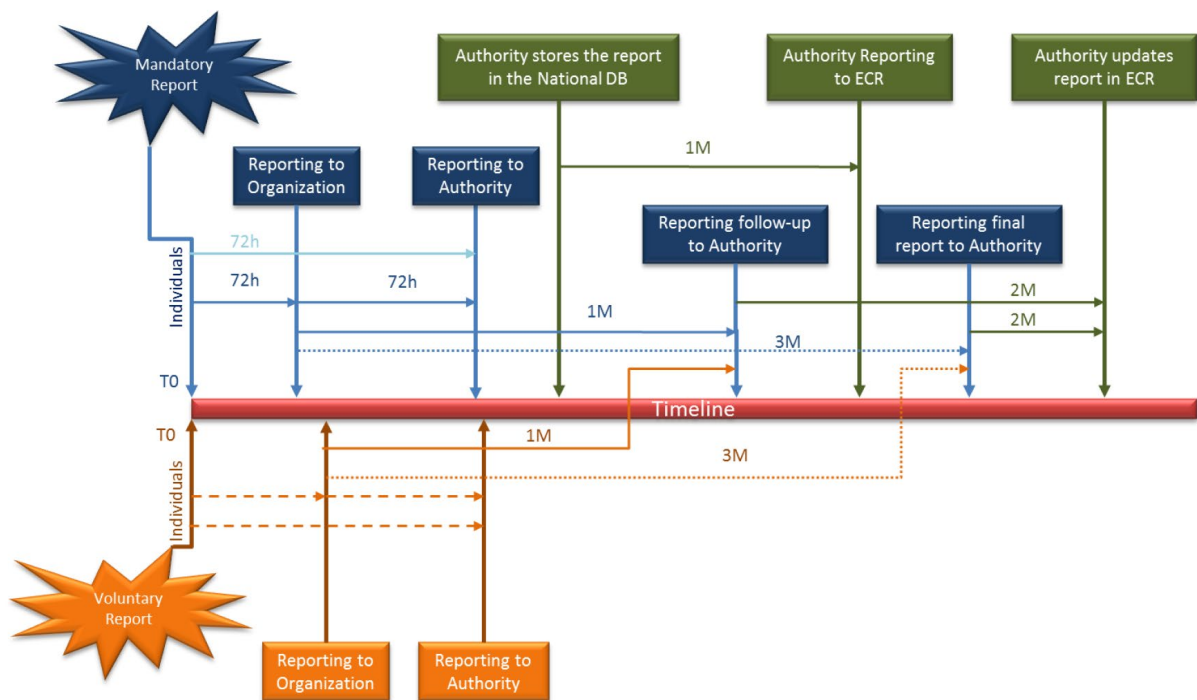 Mandatory
Report
Authority stores the report
in the National DB
Authority Reporting
to ECR
Authority updates
report in ECR
1M
Reporting to
Organization
Reporting to
Authority
Reporting follow-up
to Authority
Reporting final
report to Authority
Individuals
72h
72h
72h
1M
2M
2M
3M
T0
Timeline
T0
1M
3M
Individuals
Voluntary
Report
Reporting to
Organization
Reporting to
Authority